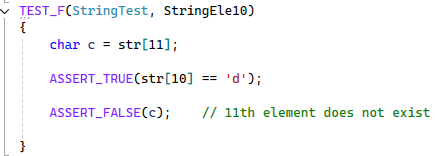 TEST_F(StringTest, StringEle10)
{
char c = str[11];
ASSERT_TRUE(str[10] == 'd');
ASSERT_FALSE(c);    // 11th element does not exist
}